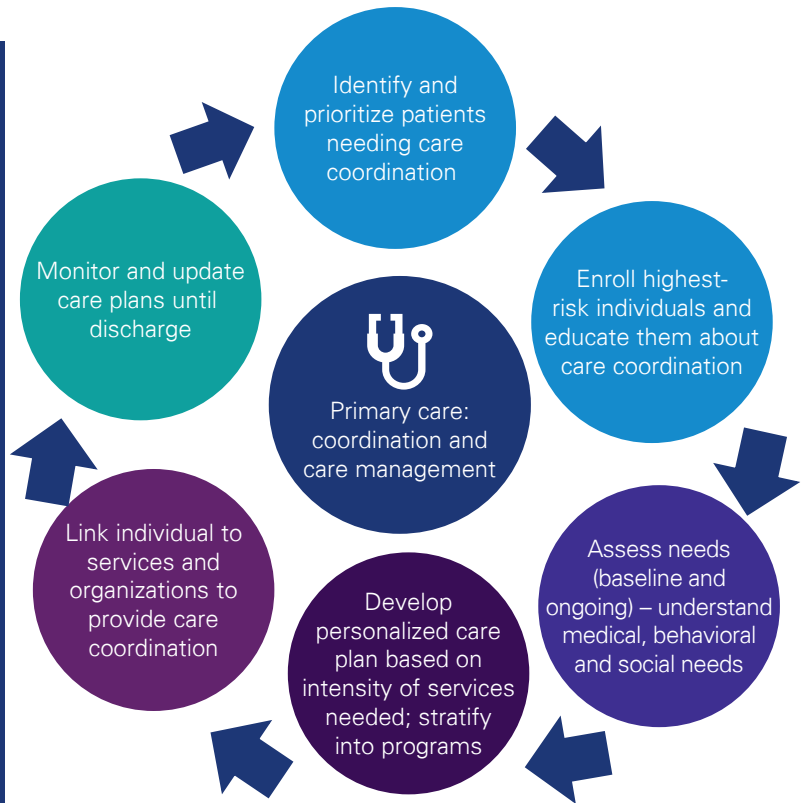 Identify and
prioritize patients
needing care
coordination
Enroll highest-
risk individuals and
educate them about
care coordination
Assess needs
(baseline and
ongoing) – understand
medical, behavioral
and social needs
Develop
personalized care
plan based on
intensity of services
needed; stratify
into programs
Link individual to
services and
organizations to
provide care
coordination
Monitor and update
care plans until
discharge
Primary care:
coordination and
care management